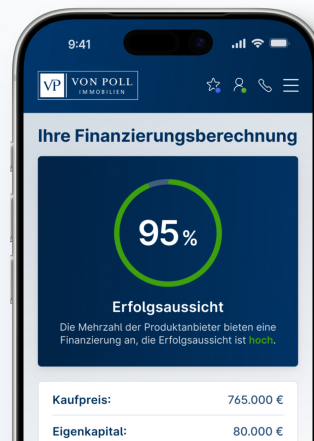 9:41
VP VON POLL
IMMOBILIEN
Ihre Finanzierungsberechnung
95%
Erfolgsaussicht
Die Mehrzahl der Produktanbieter bieten eine
Finanzierung an, die Erfolgsaussicht ist hoch.
Kaufpreis: 765.000 €
Eigenkapital: 80.000 €